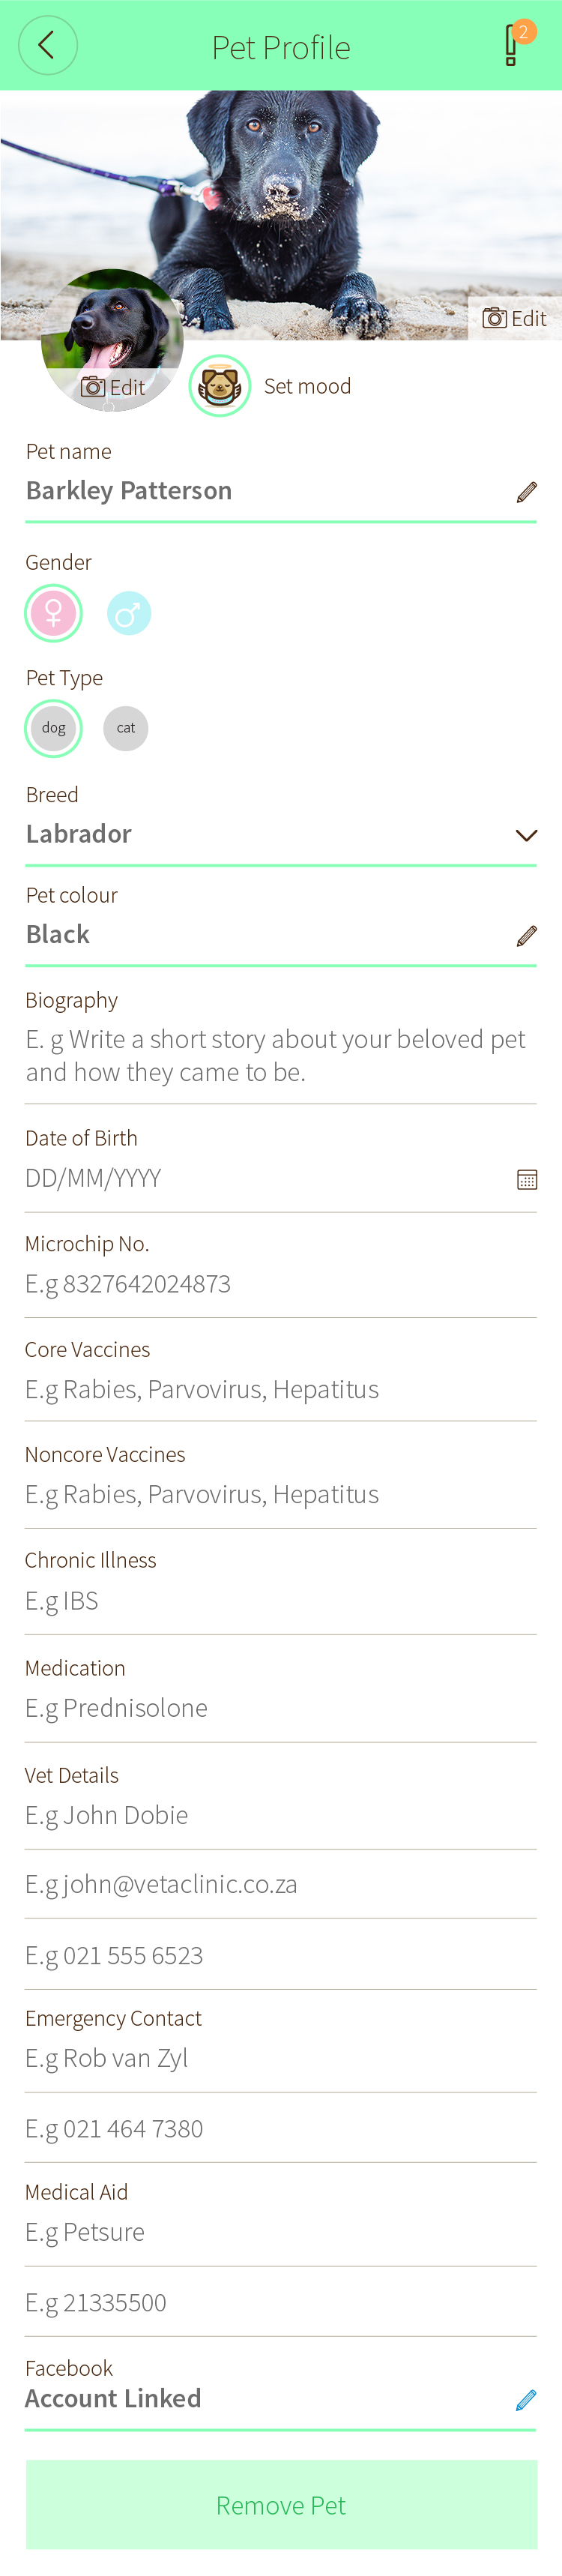 Pet Profile
2
Edit
Edit
Set mood
Pet name
Barkley Patterson
Gender
Pet Type
dog
cat
Breed
Labrador
Pet colour
Black
Biography
E. g Write a short story about your beloved pet
and how they came to be.
Date of Birth
DD/MM/YYYY
Microchip No.
E.g 8327642024873
Core Vaccines
E.g Rabies, Parvovirus, Hepatitus
Noncore Vaccines
E.g Rabies, Parvovirus, Hepatitus
Chronic Illness
E.g IBS
Medication
E.g Prednisolone
Vet Details
E.g John Dobie
E.g john@vetaclinic.co.za
E.g 021 555 6523
Emergency Contact
E.g Rob van Zyl
E.g 021 464 7380
Medical Aid
E.g Petsure
E.g 21335500
Facebook
Account Linked
Remove Pet